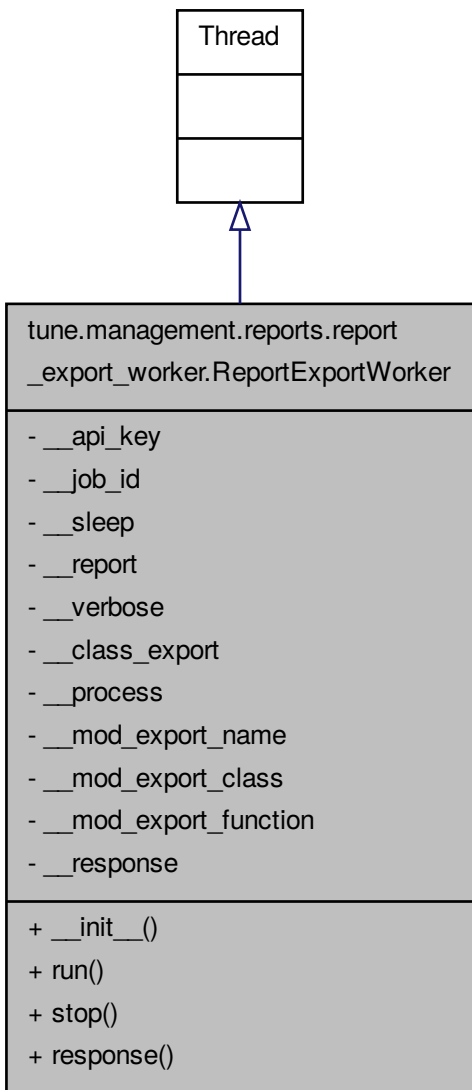 Thread
tune.management.reports.report
_export_worker.ReportExportWorker
- __api_key
- __job_id
- __sleep
- __report
- __verbose
- __class_export
- __process
- __mod_export_name
- __mod_export_class
- __mod_export_function
- __response
+ __init__()
+ run()
+ stop()
+ response()